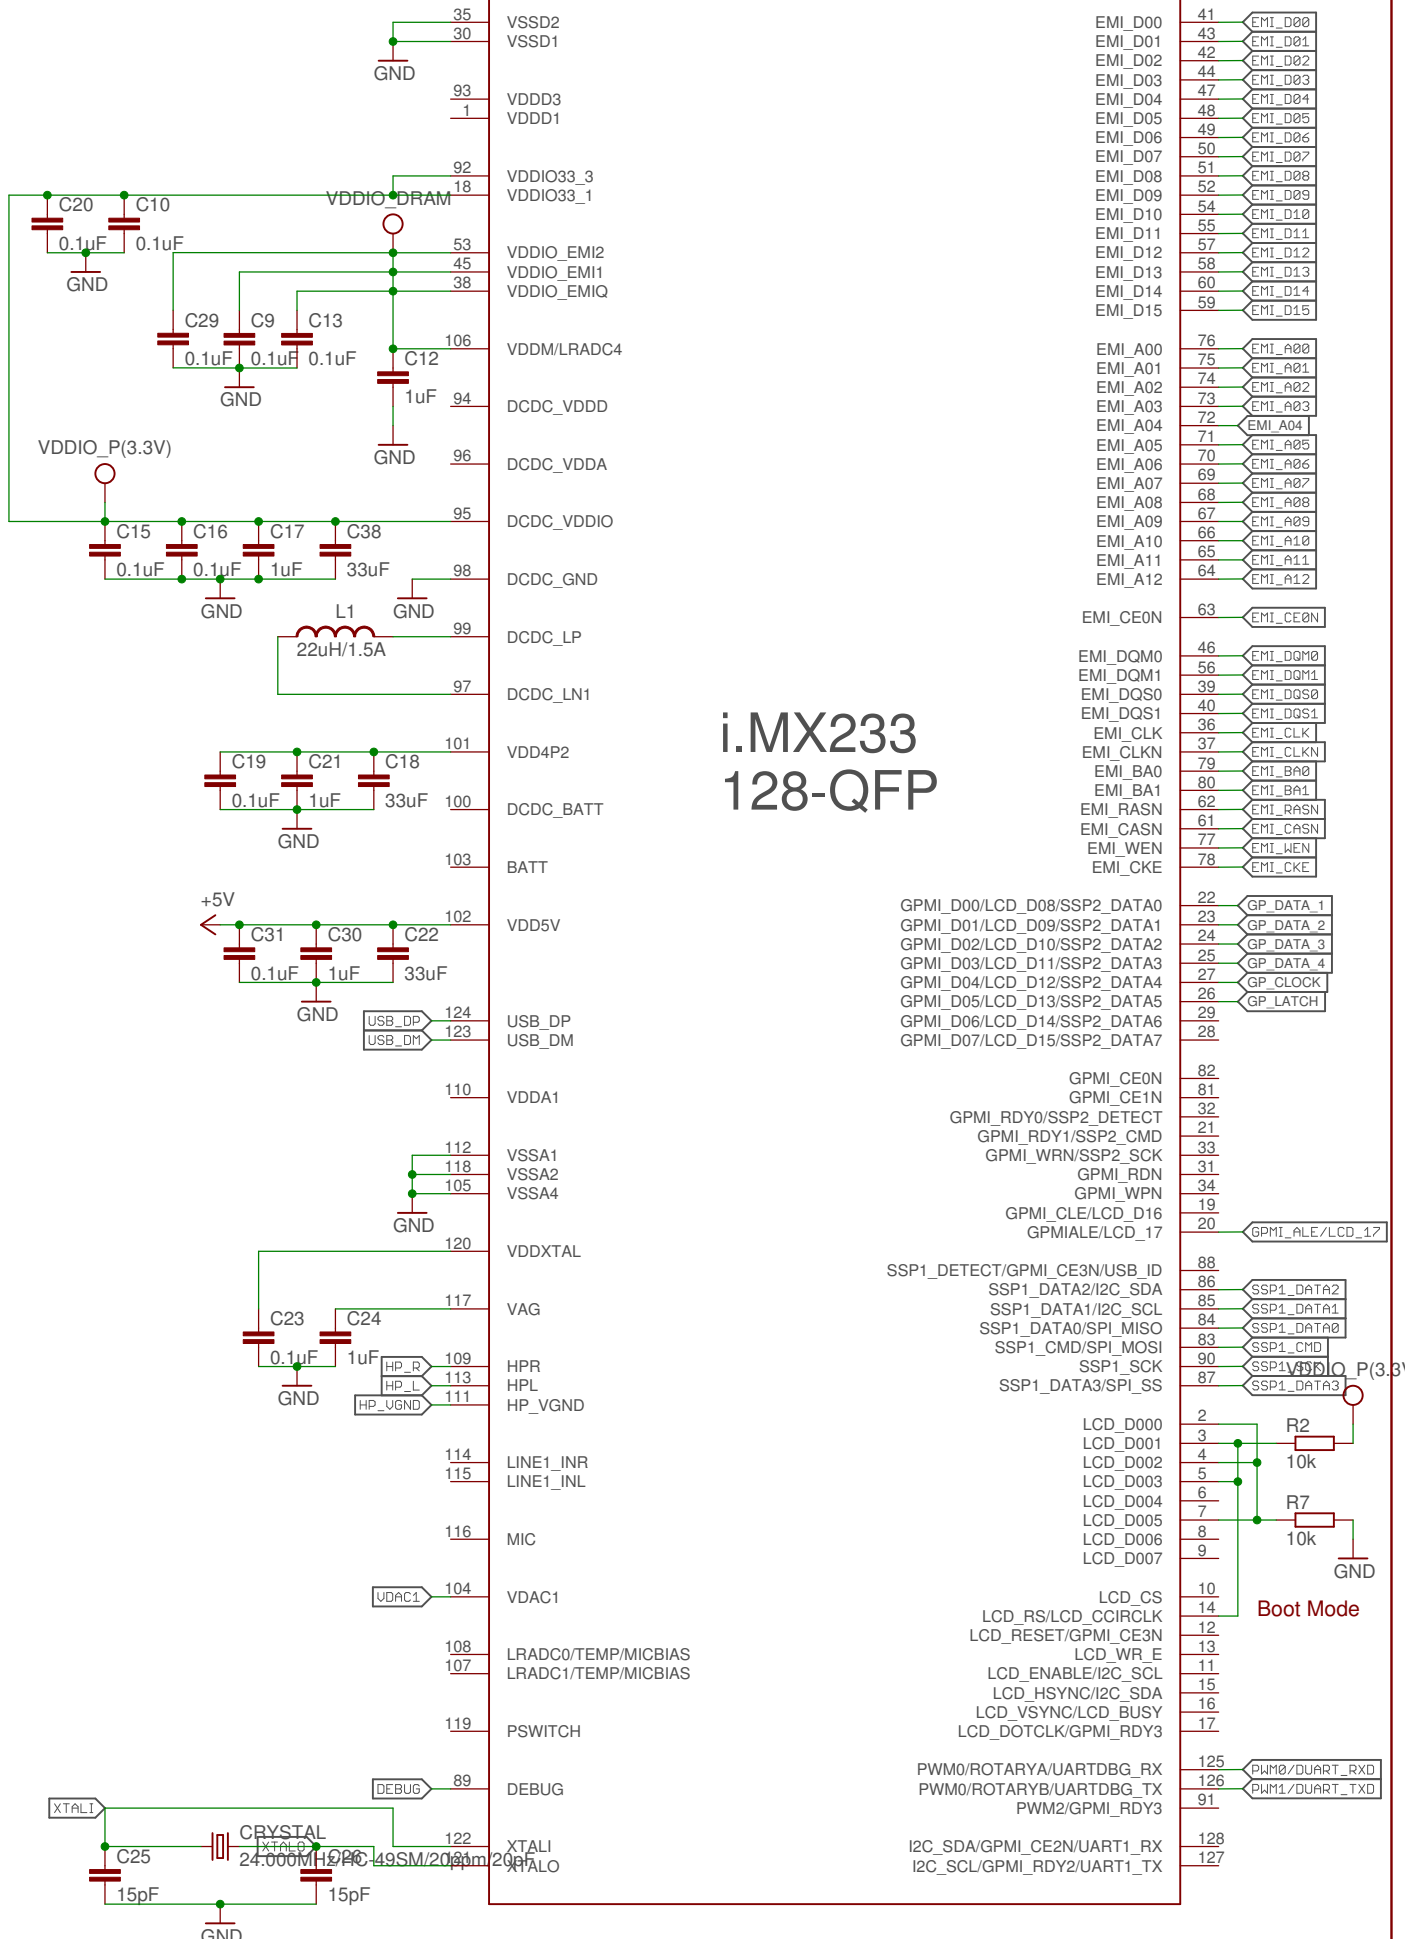 35 VSSD2
30 VSSD1
GND
93 VDDD3
1 VDDD1
92 VDDIO33_3
18 VDDIO33_1
VDDIO_DRAM
C20 C10
0.1uF 0.1uF
GND
53 VDDIO_EMI2
45 VDDIO_EMI1
38 VDDIO_EMIQ
C29 C9 C13
0.1uF 0.1uF 0.1uF
GND
106 VDDM/LRADC4
C12
1uF
GND
94 DCDC_VDDD
96 DCDC_VDDA
VDDIO_P(3.3V)
95 DCDC_VDDIO
C15 C16 C17 C38
0.1uF 0.1uF 1uF 33uF
GND
98 DCDC_GND
GND
L1
22uH/1.5A
99 DCDC_LP
97 DCDC_LN1
101 VDD4P2
C19 C21 C18
0.1uF 1uF 33uF
GND
100 DCDC_BATT
103 BATT
+5V
102 VDD5V
C31 C30 C22
0.1uF 1uF 33uF
GND
USB_DP 124 USB_DP
USB_DM 123 USB_DM
110 VDDA1
112 VSSA1
118 VSSA2
105 VSSA4
GND
120 VDDXTAL
117 VAG
C23 C24
0.1uF 1uF
GND
HP_R 109 HPR
HP_L 113 HPL
HP_VGND 111 HP_VGND
114 LINE1_INR
115 LINE1_INL
116 MIC
VDAC1 104 VDAC1
108 LRADC0/TEMP/MICBIAS
107 LRADC1/TEMP/MICBIAS
119 PSWITCH
DEBUG 89 DEBUG
XTALI
122 XTALI
121 XTALO
CRYSTAL
XTALO
24.000MHz/HC-49SM/20ppm/20pF
C25 C26
15pF 15pF
GND
i.MX233
128-QFP
EMI_D00 41 EMI_D00
EMI_D01 43 EMI_D01
EMI_D02 42 EMI_D02
EMI_D03 44 EMI_D03
EMI_D04 47 EMI_D04
EMI_D05 48 EMI_D05
EMI_D06 49 EMI_D06
EMI_D07 50 EMI_D07
EMI_D08 51 EMI_D08
EMI_D09 52 EMI_D09
EMI_D10 54 EMI_D10
EMI_D11 55 EMI_D11
EMI_D12 57 EMI_D12
EMI_D13 58 EMI_D13
EMI_D14 60 EMI_D14
EMI_D15 59 EMI_D15
EMI_A00 76 EMI_A00
EMI_A01 75 EMI_A01
EMI_A02 74 EMI_A02
EMI_A03 73 EMI_A03
EMI_A04 72 EMI_A04
EMI_A05 71 EMI_A05
EMI_A06 70 EMI_A06
EMI_A07 69 EMI_A07
EMI_A08 68 EMI_A08
EMI_A09 67 EMI_A09
EMI_A10 66 EMI_A10
EMI_A11 65 EMI_A11
EMI_A12 64 EMI_A12
EMI_CE0N 63 EMI_CE0N
EMI_DQM0 46 EMI_DQM0
EMI_DQM1 56 EMI_DQM1
EMI_DQS0 39 EMI_DQS0
EMI_DQS1 40 EMI_DQS1
EMI_CLK 36 EMI_CLK
EMI_CLKN 37 EMI_CLKN
EMI_BA0 79 EMI_BA0
EMI_BA1 80 EMI_BA1
EMI_RASN 62 EMI_RASN
EMI_CASN 61 EMI_CASN
EMI_WEN 77 EMI_WEN
EMI_CKE 78 EMI_CKE
GPMI_D00/LCD_D08/SSP2_DATA0 22 GP_DATA_1
GPMI_D01/LCD_D09/SSP2_DATA1 23 GP_DATA_2
GPMI_D02/LCD_D10/SSP2_DATA2 24 GP_DATA_3
GPMI_D03/LCD_D11/SSP2_DATA3 25 GP_DATA_4
GPMI_D04/LCD_D12/SSP2_DATA4 27 GP_CLOCK
GPMI_D05/LCD_D13/SSP2_DATA5 26 GP_LATCH
GPMI_D06/LCD_D14/SSP2_DATA6 29
GPMI_D07/LCD_D15/SSP2_DATA7 28
GPMI_CE0N 82
GPMI_CE1N 81
GPMI_RDY0/SSP2_DETECT 32
GPMI_RDY1/SSP2_CMD 21
GPMI_WRN/SSP2_SCK 33
GPMI_RDN 31
GPMI_WPN 34
GPMI_CLE/LCD_D16 19
GPMIALE/LCD_17 20 GPMI_ALE/LCD_17
SSP1_DETECT/GPMI_CE3N/USB_ID 88
SSP1_DATA2/I2C_SDA 86 SSP1_DATA2
SSP1_DATA1/I2C_SCL 85 SSP1_DATA1
SSP1_DATA0/SPI_MISO 84 SSP1_DATA0
SSP1_CMD/SPI_MOSI 83 SSP1_CMD
SSP1_SCK 90 SSP1_SCK
SSP1_DATA3/SPI_SS 87 SSP1_DATA3
VDDIO_P(3.3V
LCD_D000 2
LCD_D001 3
LCD_D002 4
LCD_D003 5
LCD_D004 6
LCD_D005 7
LCD_D006 8
LCD_D007 9
R2
10k
R7
10k
GND
Boot Mode
LCD_CS 10
LCD_RS/LCD_CCIRCLK 14
LCD_RESET/GPMI_CE3N 12
LCD_WR_E 13
LCD_ENABLE/I2C_SCL 11
LCD_HSYNC/I2C_SDA 15
LCD_VSYNC/LCD_BUSY 16
LCD_DOTCLK/GPMI_RDY3 17
PWM0/ROTARYA/UARTDBG_RX 125 PWM0/DUART_RXD
PWM0/ROTARYB/UARTDBG_TX 126 PWM1/DUART_TXD
PWM2/GPMI_RDY3 91
I2C_SDA/GPMI_CE2N/UART1_RX 128
I2C_SCL/GPMI_RDY2/UART1_TX 127